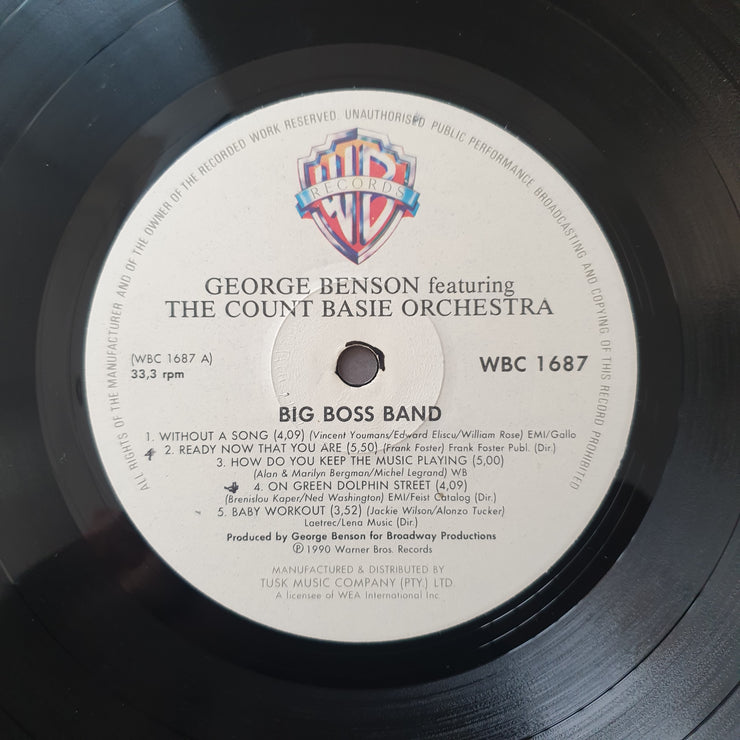 ALL RIGHTS OF THE MANUFACTURER AND OF THE OWNER OF THE RECORDED WORK RESERVED. UNAUTHORISED PUBLIC PERFORMANCE BROADCASTING AND COPYING OF THIS RECORD PROHIBITED
WB
RECORDS
GEORGE BENSON featuring
THE COUNT BASIE ORCHESTRA
(WBC 1687 A)
33,3 rpm
WBC 1687
BIG BOSS BAND
1. WITHOUT A SONG (4,09) (Vincent Youmans/Edward Eliscu/William Rose) EMI/Gallo
2. READY NOW THAT YOU ARE (5,50) (Frank Foster) Frank Foster Publ. (Dir.)
3. HOW DO YOU KEEP THE MUSIC PLAYING (5,00)
(Alan & Marilyn Bergman/Michel Legrand) WB
4. ON GREEN DOLPHIN STREET (4,09)
(Brenislou Kaper/Ned Washington) EMI/Feist Catalog (Dir.)
5. BABY WORKOUT (3,52) (Jackie Wilson/Alonzo Tucker)
Laetrec/Lena Music (Dir.)
Produced by George Benson for Broadway Productions
℗ 1990 Warner Bros. Records
MANUFACTURED & DISTRIBUTED BY
TUSK MUSIC COMPANY (PTY.) LTD.
A licensee of WEA International Inc